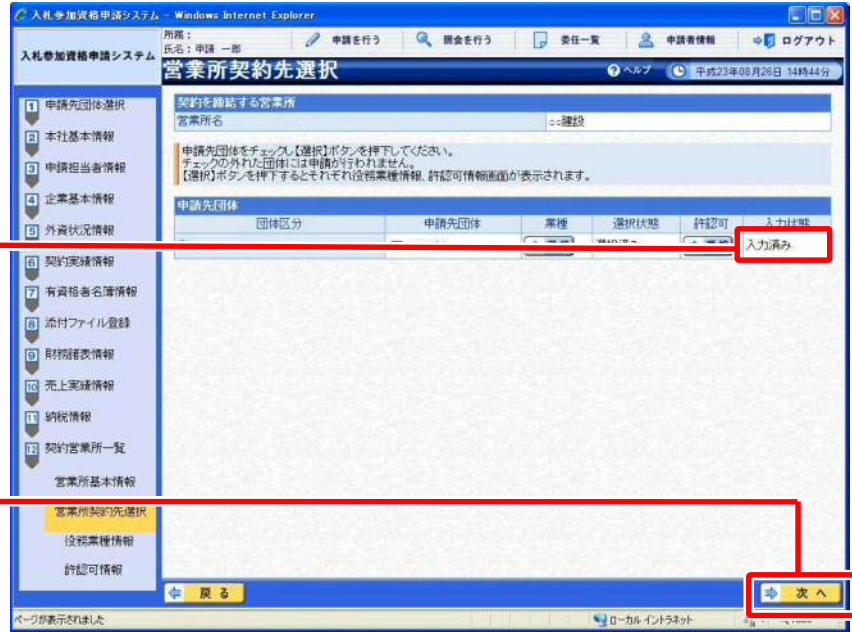 入札参加資格申請システム - Windows Internet Explorer
入札参加資格申請システム
所属：
氏名：申請 一郎
申請を行う
照会を行う
委任一覧
申請者情報
ログアウト
営業所契約先選択
ヘルプ
平成23年08月26日 14時44分
1 申請先団体選択
2 本社基本情報
3 申請担当者情報
4 企業基本情報
5 外資状況情報
6 契約実績情報
7 有資格者名簿情報
8 添付ファイル登録
9 財務諸表情報
10 売上実績情報
11 納税情報
12 契約営業所一覧
営業所基本情報
営業所契約先選択
役務業種情報
許認可情報
契約を締結する営業所
営業所名 ○○建設
申請先団体をチェックし【選択】ボタンを押下してください。
チェックの外れた団体には申請が行われません。
【選択】ボタンを押下するとそれぞれ役務業種情報、許認可情報画面が表示されます。
申請先団体
団体区分 申請先団体 業種 選択状態 許認可 入力状態
入力済み
戻る
次へ
ページが表示されました
ローカル イントラネット